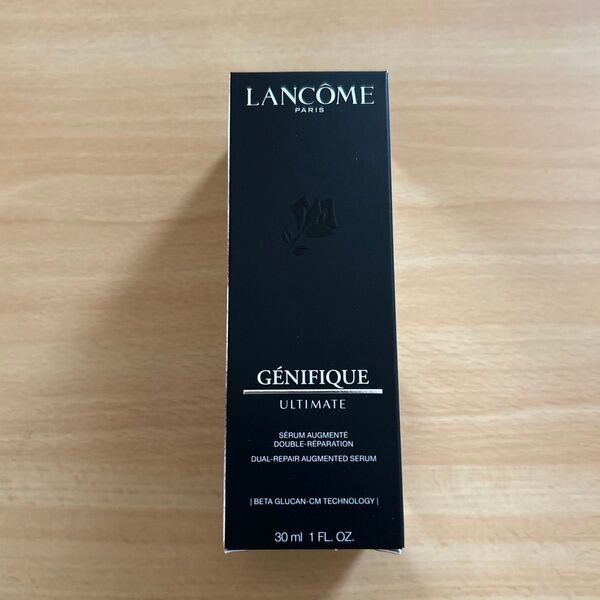 LANCÔME
PARIS
GÉNIFIQUE
ULTIMATE
SÉRUM AUGMENTÉ
DOUBLE-RÉPARATION
DUAL-REPAIR AUGMENTED SERUM
| BETA GLUCAN-CM TECHNOLOGY |
30 ml 1 FL. OZ.